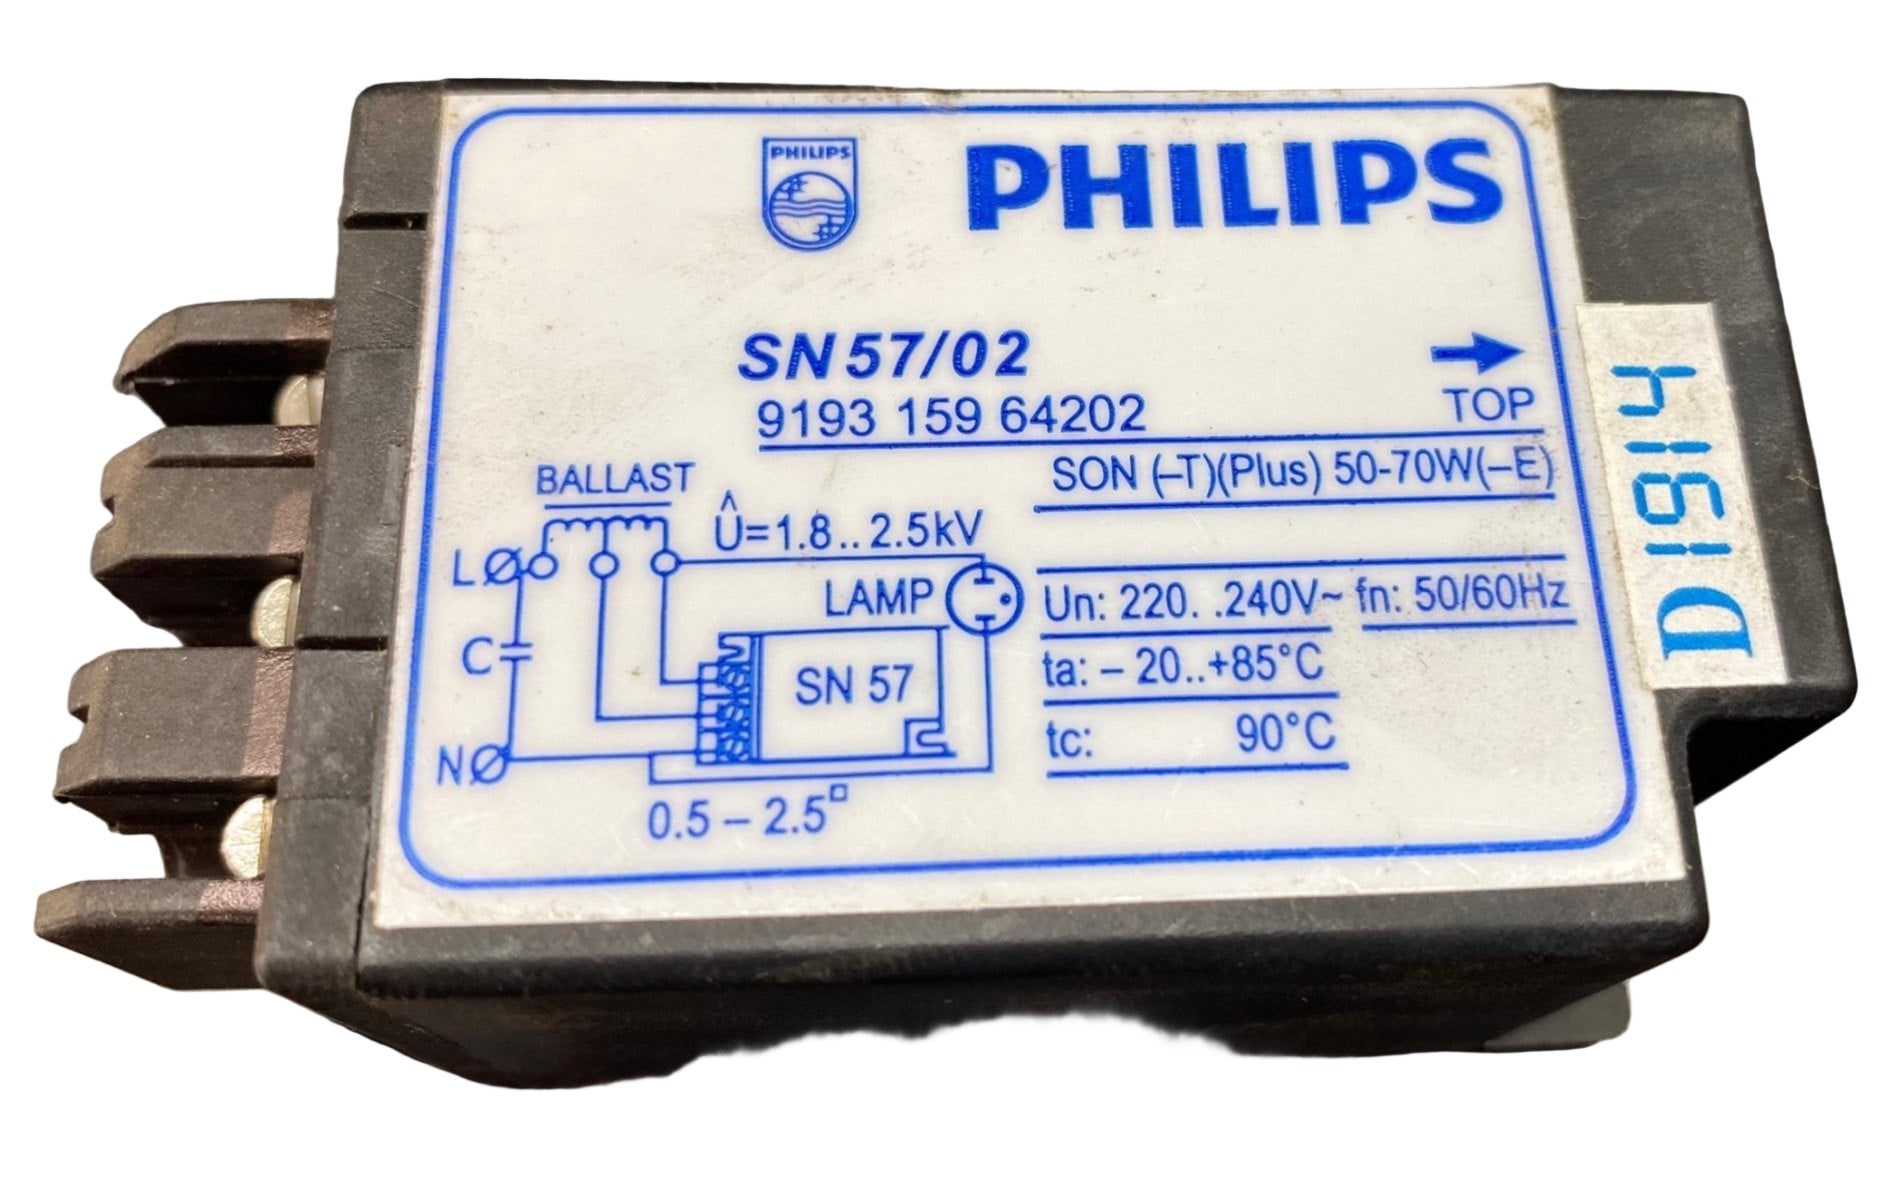 PHILIPS
PHILIPS
SN57/02
9193 159 64202
TOP
SON (–T)(Plus) 50-70W(–E)
BALLAST
Û=1.8.. 2.5kV
L
LAMP
Un: 220. .240V~ fn: 50/60Hz
C
SN 57
ta: – 20..+85°C
N
tc: 90°C
0.5 – 2.5□